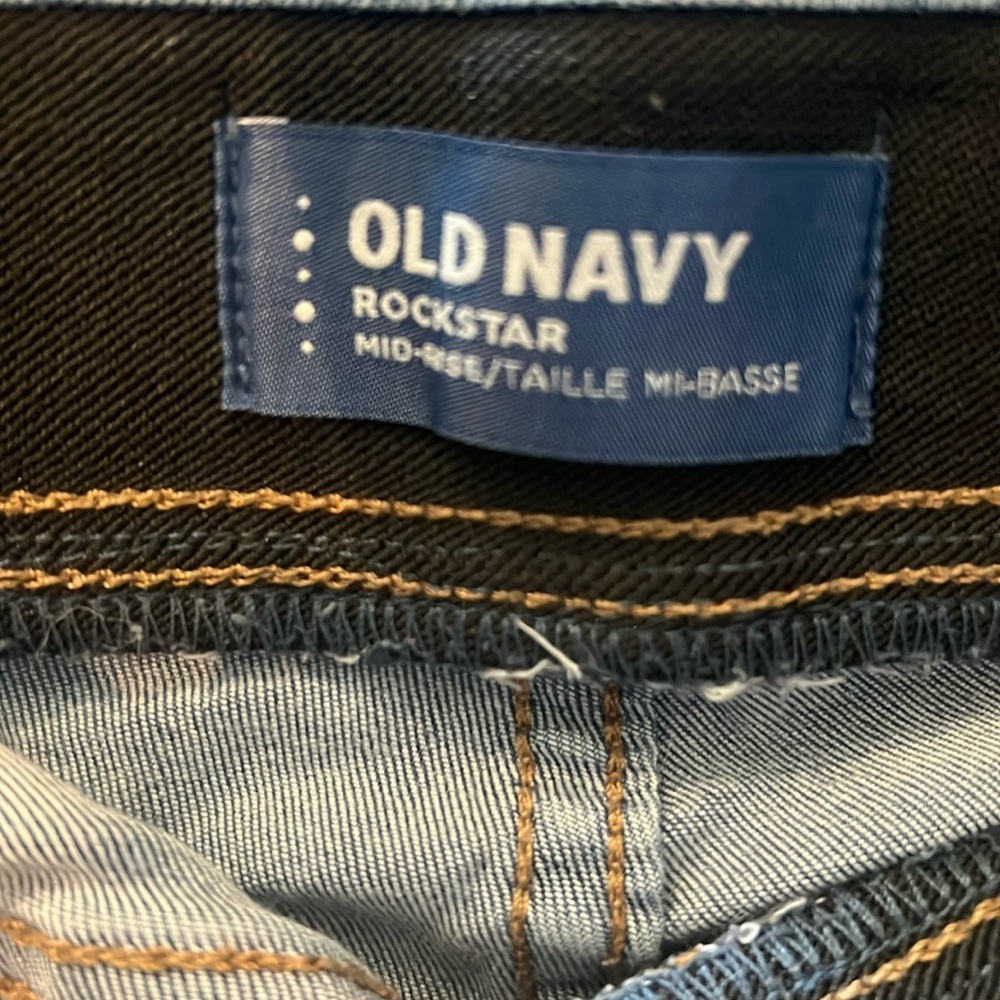 OLD NAVY
ROCKSTAR
MID-RISE/TAILLE MI-BASSE